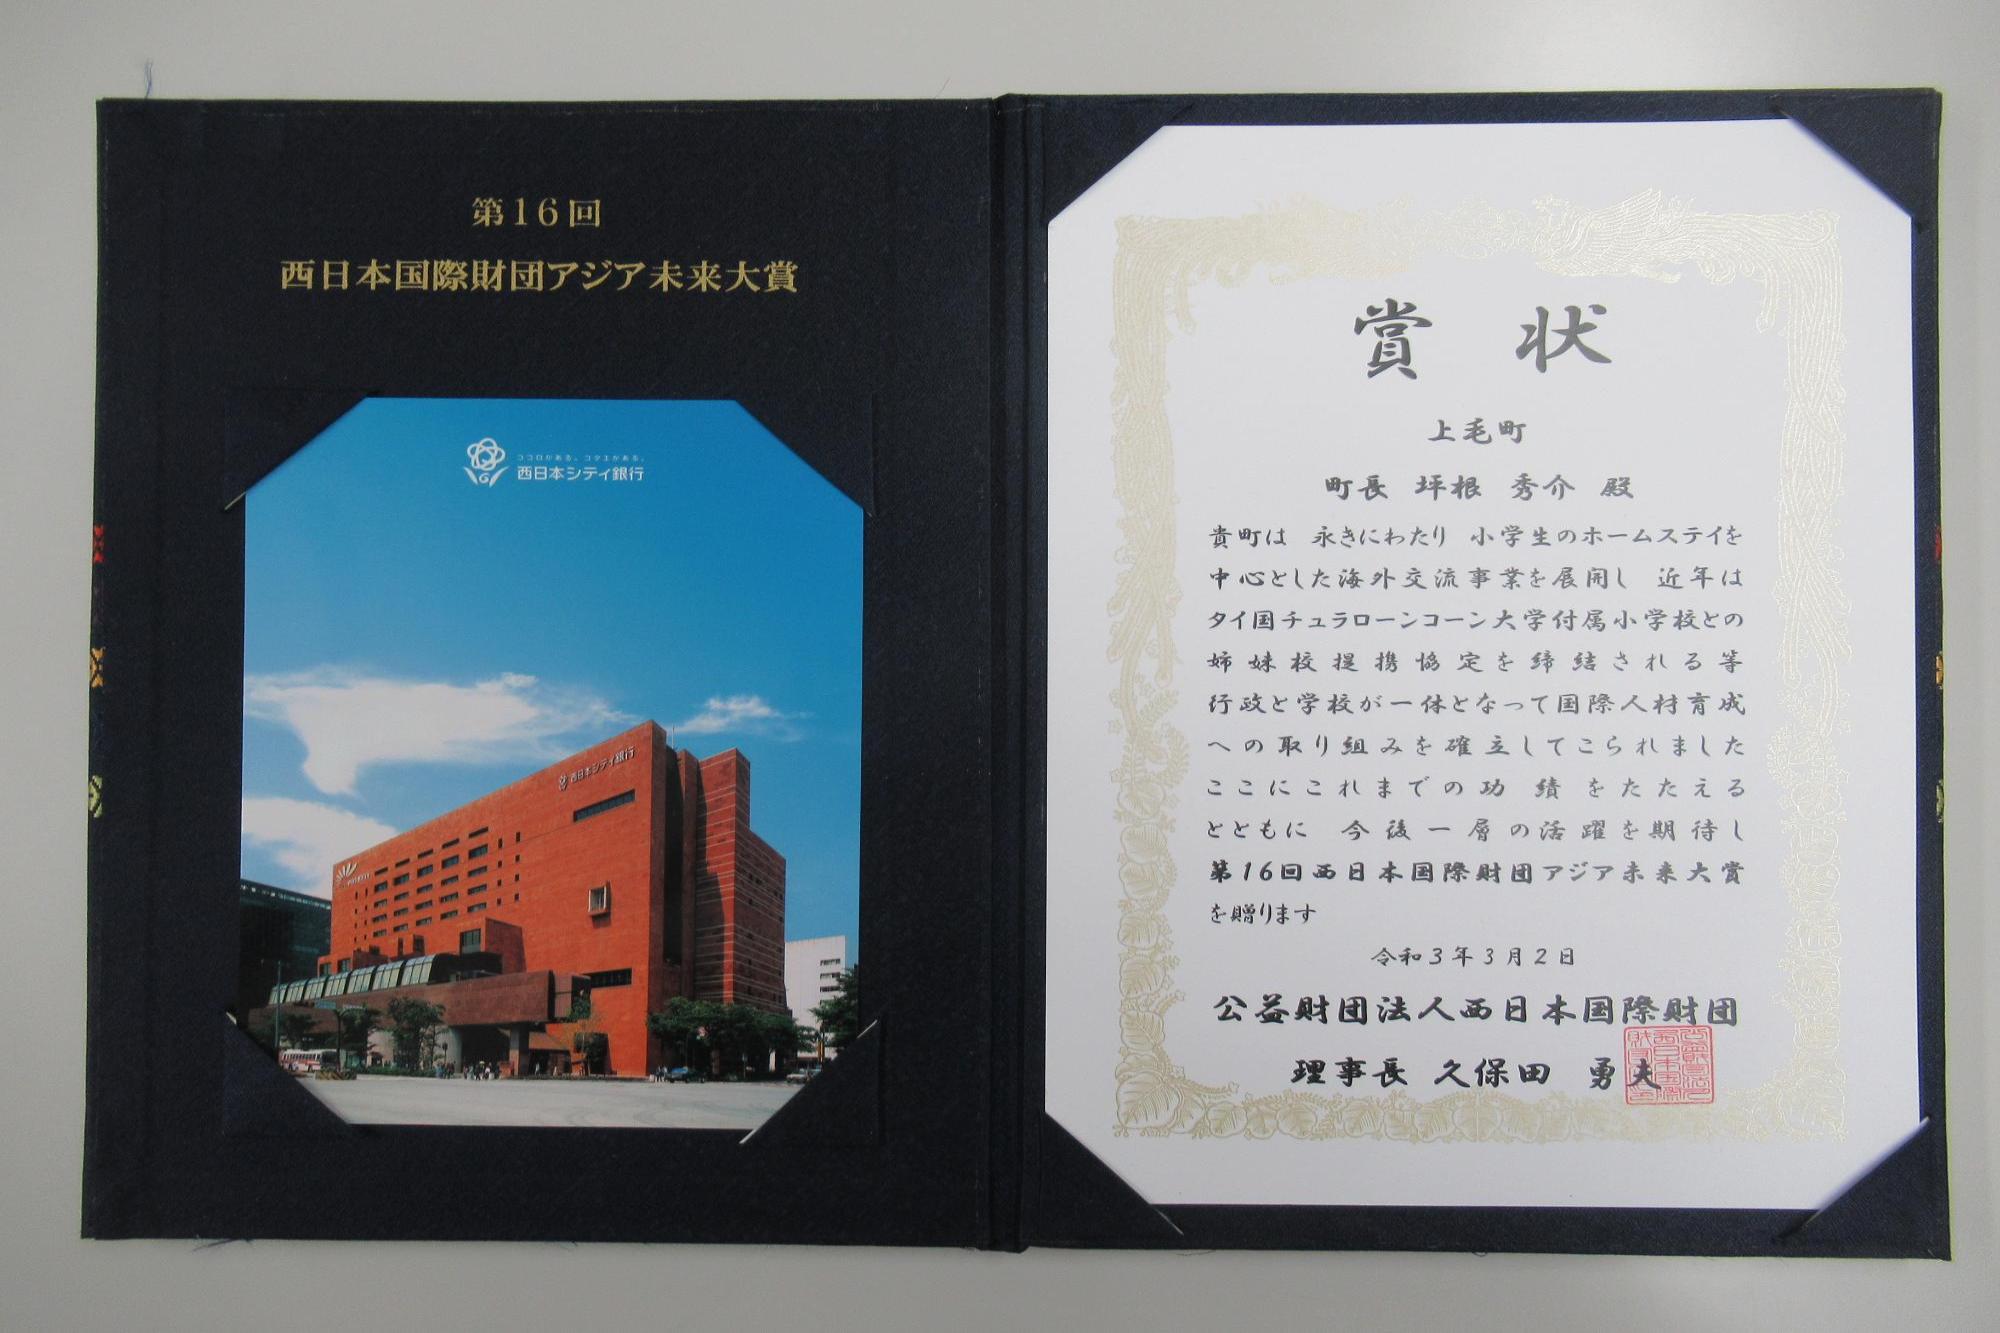 第16回
西日本国際財団アジア未来大賞
ココロがある。コタエがある。
西日本シティ銀行
西日本シティ銀行
賞状
上毛町
町長 坪根 秀介 殿
貴町は 永きにわたり 小学生のホームステイを
中心とした海外交流事業を展開し 近年は
タイ国チュラローンコーン大学付属小学校との
姉妹校提携協定を締結される等
行政と学校が一体となって国際人材育成
への取り組みを確立してこられました
ここにこれまでの功績をたたえる
とともに 今後一層の活躍を期待し
第16回西日本国際財団アジア未来大賞
を贈ります
令和3年3月2日
公益財団法人西日本国際財団
理事長 久保田 勇夫